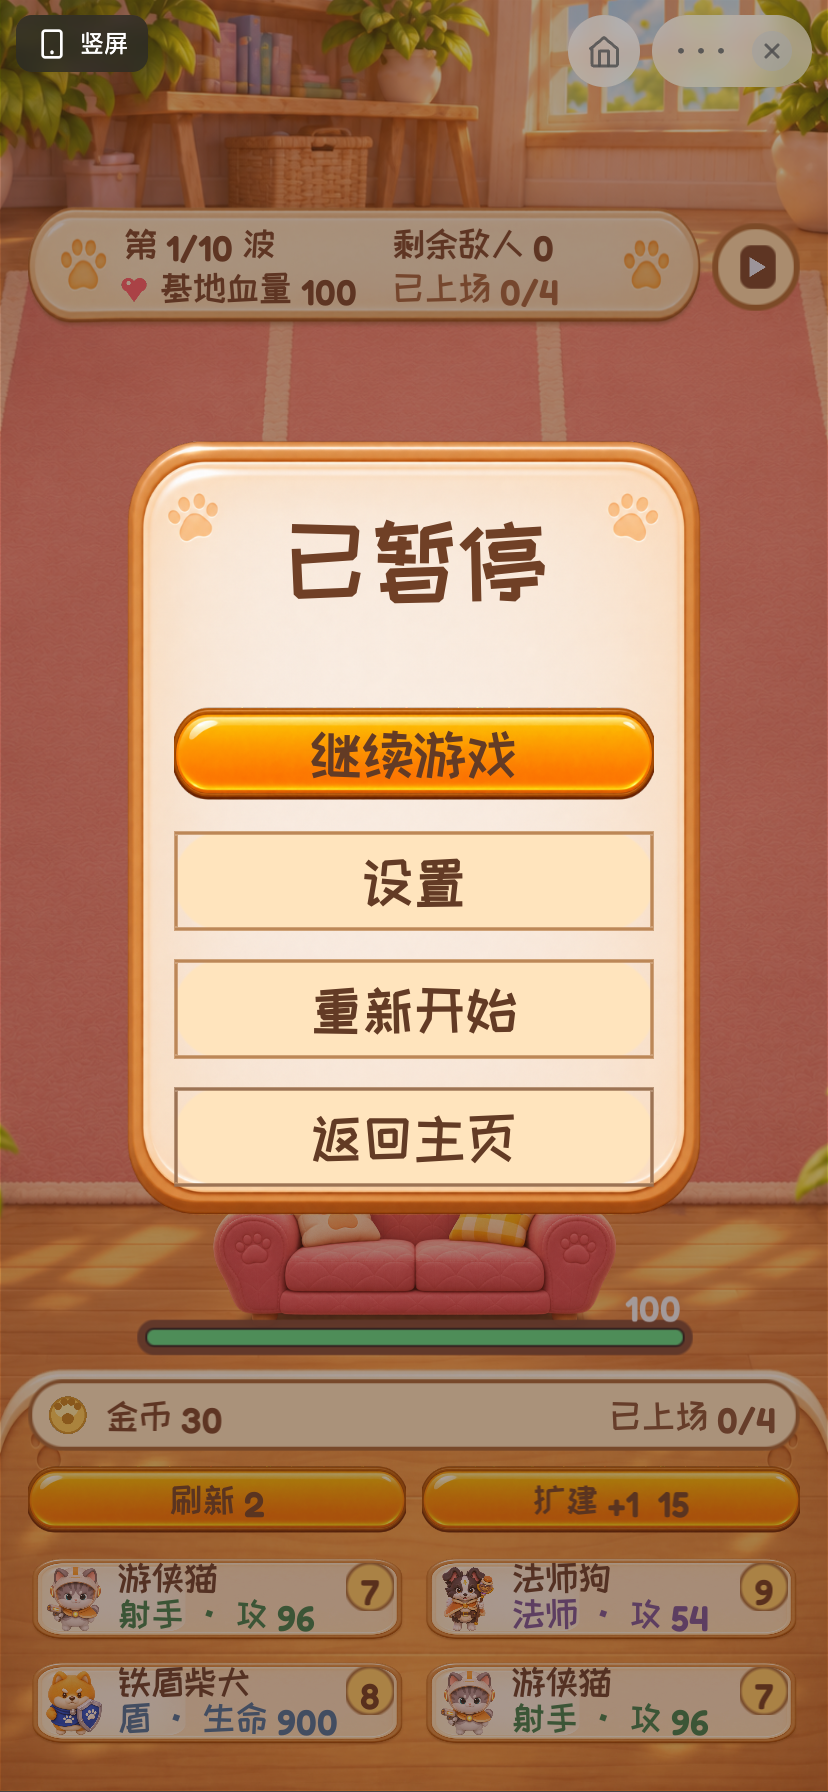 竖屏
第 1/10 波 剩余敌人 0
基地血量 100 已上场 0/4
已暂停
继续游戏
设置
重新开始
返回主页
100
金币 30 已上场 0/4
刷新 2 扩建 +1 15
游侠猫 7 法师狗 9
射手 · 攻 96 法师 · 攻 54
铁盾柴犬 8 游侠猫 7
盾 · 生命 900 射手 · 攻 96